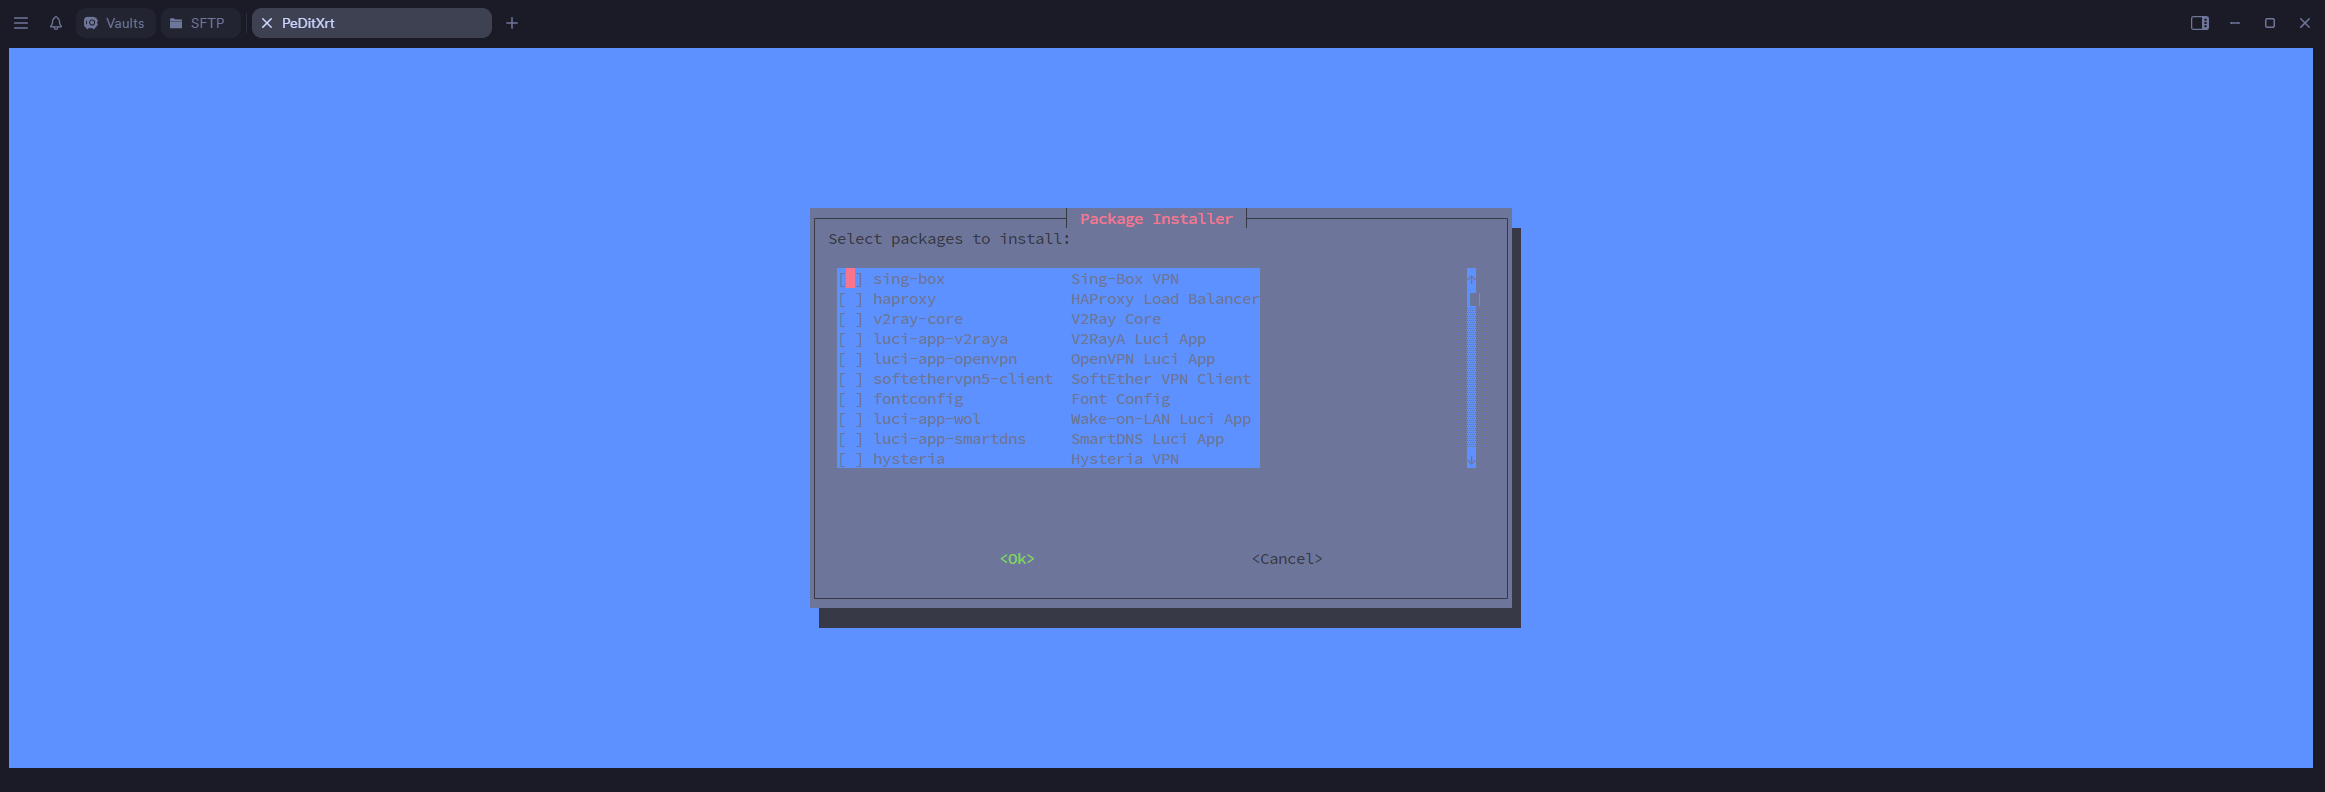 Vaults SFTP PeDitXrt
Package Installer
Select packages to install:
[ ] sing-box Sing-Box VPN
[ ] haproxy HAProxy Load Balancer
[ ] v2ray-core V2Ray Core
[ ] luci-app-v2raya V2RayA Luci App
[ ] luci-app-openvpn OpenVPN Luci App
[ ] softethervpn5-client SoftEther VPN Client
[ ] fontconfig Font Config
[ ] luci-app-wol Wake-on-LAN Luci App
[ ] luci-app-smartdns SmartDNS Luci App
[ ] hysteria Hysteria VPN
<Ok> <Cancel>